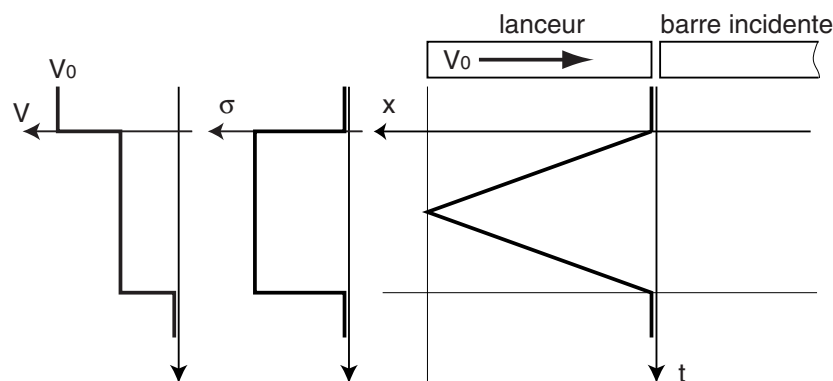 lanceur
barre incidente
V₀
V₀
V
σ
x
t